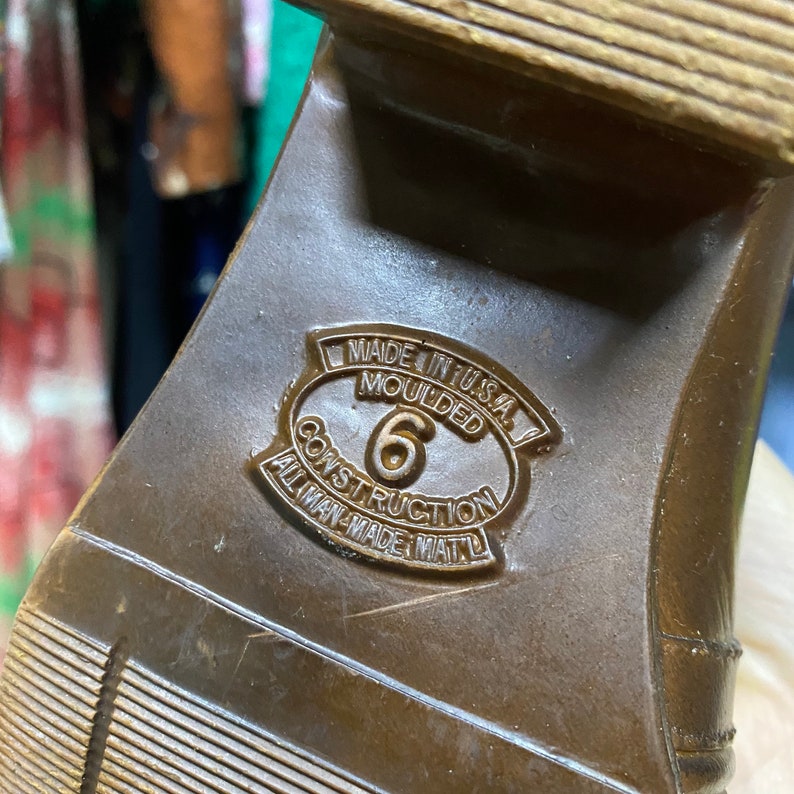 MADE IN U.S.A.
MOULDED
6
CONSTRUCTION
ALL MAN-MADE MAT'L